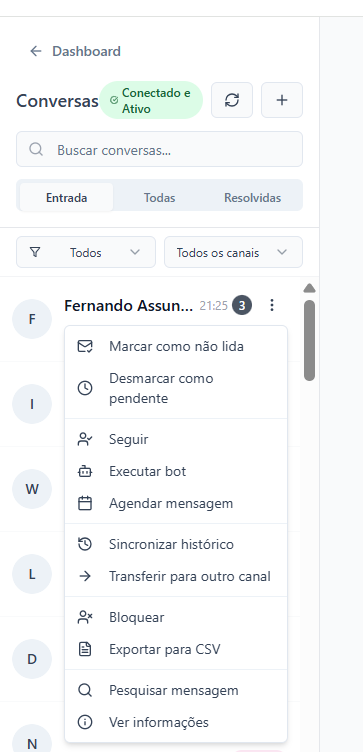 Dashboard
Conversas
Conectado e
Ativo
Buscar conversas...
Entrada Todas Resolvidas
Todos Todos os canais
F Fernando Assun... 21:25 3
Marcar como não lida
I
Desmarcar como
pendente
Seguir
W
Executar bot
Agendar mensagem
Sincronizar histórico
L
Transferir para outro canal
Bloquear
Exportar para CSV
D
Pesquisar mensagem
Ver informações
N